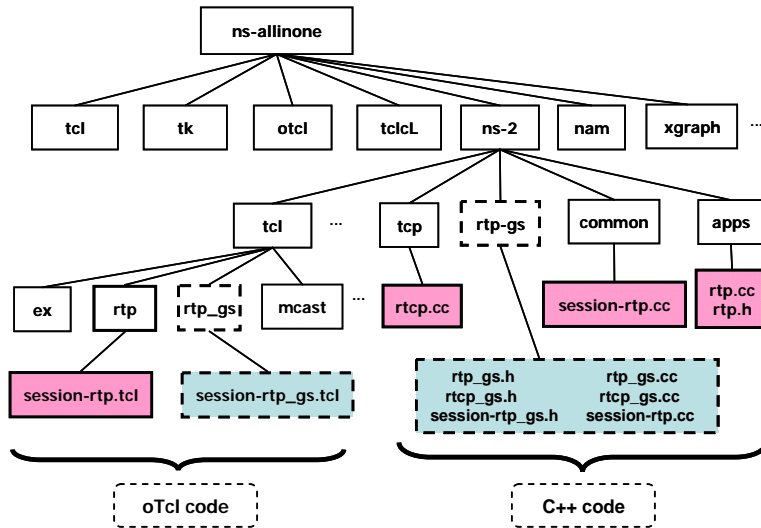 ns-allinone
tcl
tk
otcl
tclcL
ns-2
nam
xgraph
...
tcl
...
tcp
rtp-gs
common
apps
ex
rtp
rtp_gs
mcast
...
rtcp.cc
session-rtp.cc
rtp.cc
rtp.h
session-rtp.tcl
session-rtp_gs.tcl
rtp_gs.h rtp_gs.cc
rtcp_gs.h rtcp_gs.cc
session-rtp_gs.h session-rtp.cc
oTcl code
C++ code